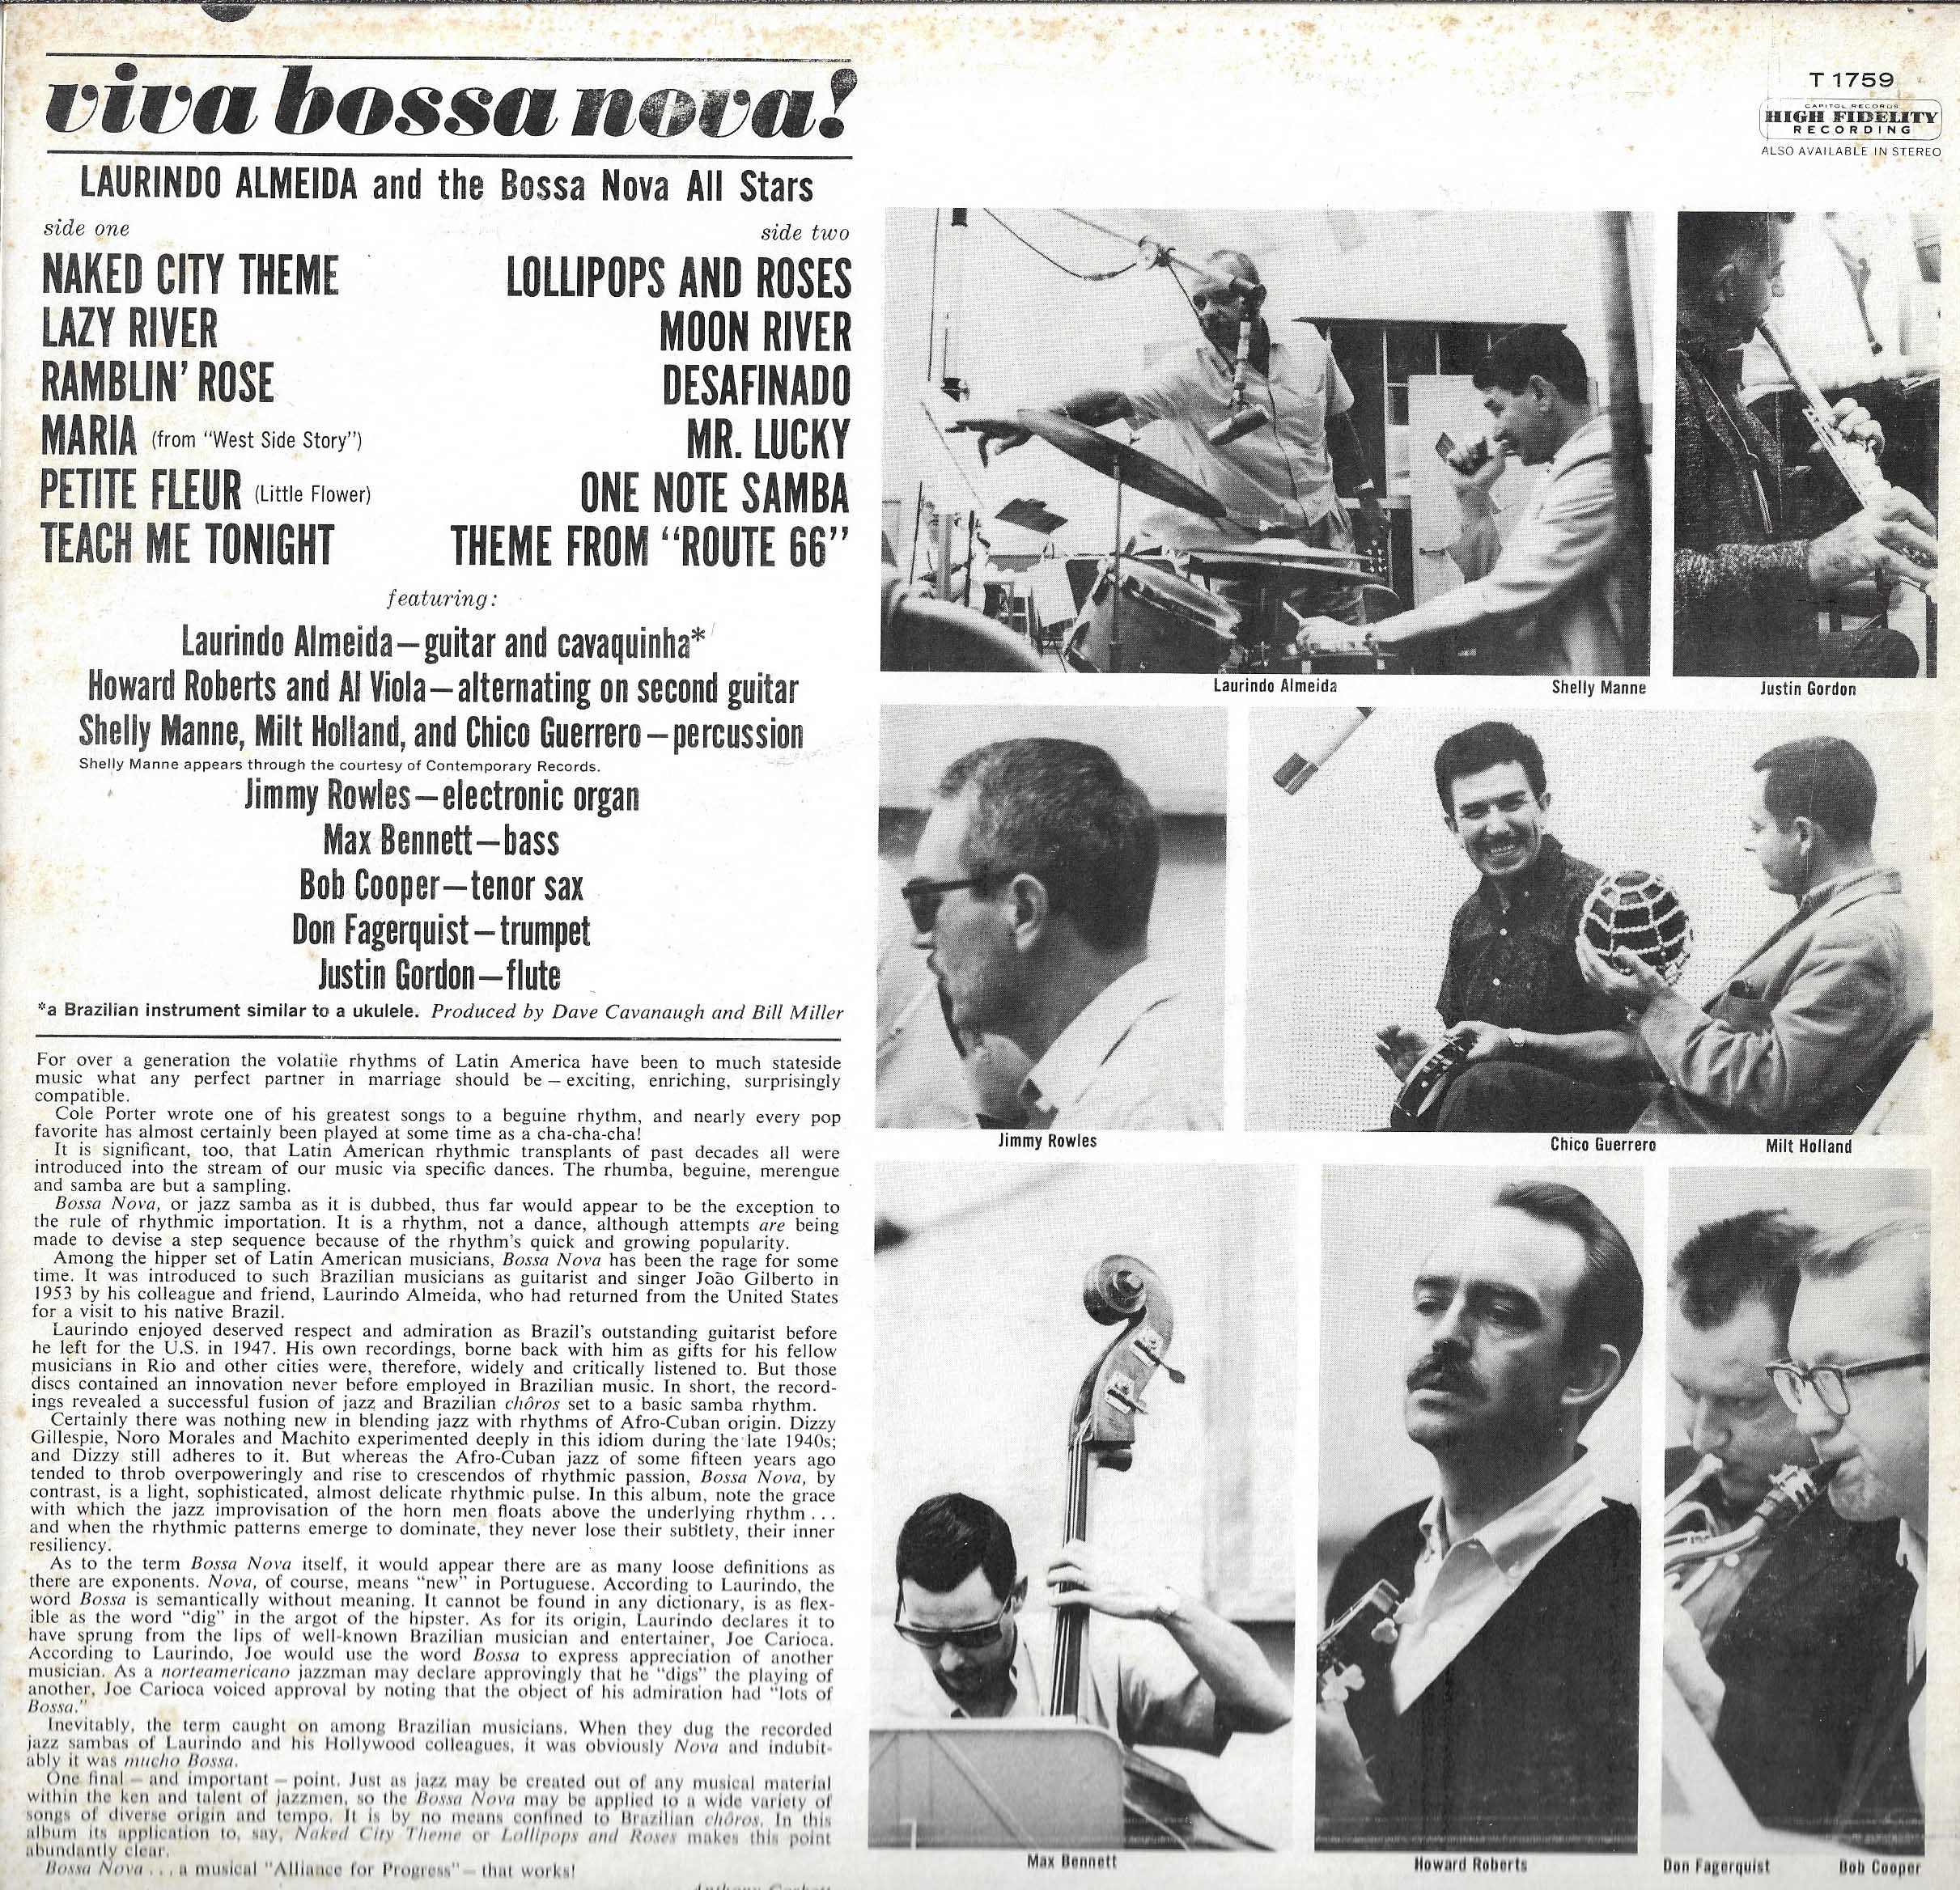 viva bossa nova!
LAURINDO ALMEIDA and the Bossa Nova All Stars
side one
NAKED CITY THEME
LAZY RIVER
RAMBLIN' ROSE
MARIA (from "West Side Story")
PETITE FLEUR (Little Flower)
TEACH ME TONIGHT
side two
LOLLIPOPS AND ROSES
MOON RIVER
DESAFINADO
MR. LUCKY
ONE NOTE SAMBA
THEME FROM "ROUTE 66"
featuring:
Laurindo Almeida—guitar and cavaquinha*
Howard Roberts and Al Viola—alternating on second guitar
Shelly Manne, Milt Holland, and Chico Guerrero—percussion
Shelly Manne appears through the courtesy of Contemporary Records.
Jimmy Rowles—electronic organ
Max Bennett—bass
Bob Cooper—tenor sax
Don Fagerquist—trumpet
Justin Gordon—flute
*a Brazilian instrument similar to a ukulele. Produced by Dave Cavanaugh and Bill Miller
For over a generation the volatile rhythms of Latin America have been to much stateside
music what any perfect partner in marriage should be – exciting, enriching, surprisingly
compatible.
Cole Porter wrote one of his greatest songs to a beguine rhythm, and nearly every pop
favorite has almost certainly been played at some time as a cha-cha-cha!
It is significant, too, that Latin American rhythmic transplants of past decades all were
introduced into the stream of our music via specific dances. The rhumba, beguine, merengue
and samba are but a sampling.
Bossa Nova, or jazz samba as it is dubbed, thus far would appear to be the exception to
the rule of rhythmic importation. It is a rhythm, not a dance, although attempts are being
made to devise a step sequence because of the rhythm's quick and growing popularity.
Among the hipper set of Latin American musicians, Bossa Nova has been the rage for some
time. It was introduced to such Brazilian musicians as guitarist and singer João Gilberto in
1953 by his colleague and friend, Laurindo Almeida, who had returned from the United States
for a visit to his native Brazil.
Laurindo enjoyed deserved respect and admiration as Brazil's outstanding guitarist before
he left for the U.S. in 1947. His own recordings, borne back with him as gifts for his fellow
musicians in Rio and other cities were, therefore, widely and critically listened to. But those
discs contained an innovation never before employed in Brazilian music. In short, the record-
ings revealed a successful fusion of jazz and Brazilian chôros set to a basic samba rhythm.
Certainly there was nothing new in blending jazz with rhythms of Afro-Cuban origin. Dizzy
Gillespie, Noro Morales and Machito experimented deeply in this idiom during the late 1940s;
and Dizzy still adheres to it. But whereas the Afro-Cuban jazz of some fifteen years ago
tended to throb overpoweringly and rise to crescendos of rhythmic passion, Bossa Nova, by
contrast, is a light, sophisticated, almost delicate rhythmic pulse. In this album, note the grace
with which the jazz improvisation of the horn men floats above the underlying rhythm . . .
and when the rhythmic patterns emerge to dominate, they never lose their subtlety, their inner
resiliency.
As to the term Bossa Nova itself, it would appear there are as many loose definitions as
there are exponents. Nova, of course, means "new" in Portuguese. According to Laurindo, the
word Bossa is semantically without meaning. It cannot be found in any dictionary, is as flex-
ible as the word "dig" in the argot of the hipster. As for its origin, Laurindo declares it to
have sprung from the lips of well-known Brazilian musician and entertainer, Joe Carioca.
According to Laurindo, Joe would use the word Bossa to express appreciation of another
musician. As a norteamericano jazzman may declare approvingly that he "digs" the playing of
another, Joe Carioca voiced approval by noting that the object of his admiration had "lots of
Bossa."
Inevitably, the term caught on among Brazilian musicians. When they dug the recorded
jazz sambas of Laurindo and his Hollywood colleagues, it was obviously Nova and indubit-
ably it was mucho Bossa.
One final – and important – point. Just as jazz may be created out of any musical material
within the ken and talent of jazzmen, so the Bossa Nova may be applied to a wide variety of
songs of diverse origin and tempo. It is by no means confined to Brazilian chôros. In this
album its application to, say, Naked City Theme or Lollipops and Roses makes this point
abundantly clear.
Bossa Nova . . . a musical "Alliance for Progress" – that works!
T 1759
CAPITOL RECORDS
HIGH FIDELITY
RECORDING
ALSO AVAILABLE IN STEREO
Laurindo Almeida
Shelly Manne
Justin Gordon
Jimmy Rowles
Chico Guerrero
Milt Holland
Max Bennett
Howard Roberts
Don Fagerquist
Bob Cooper